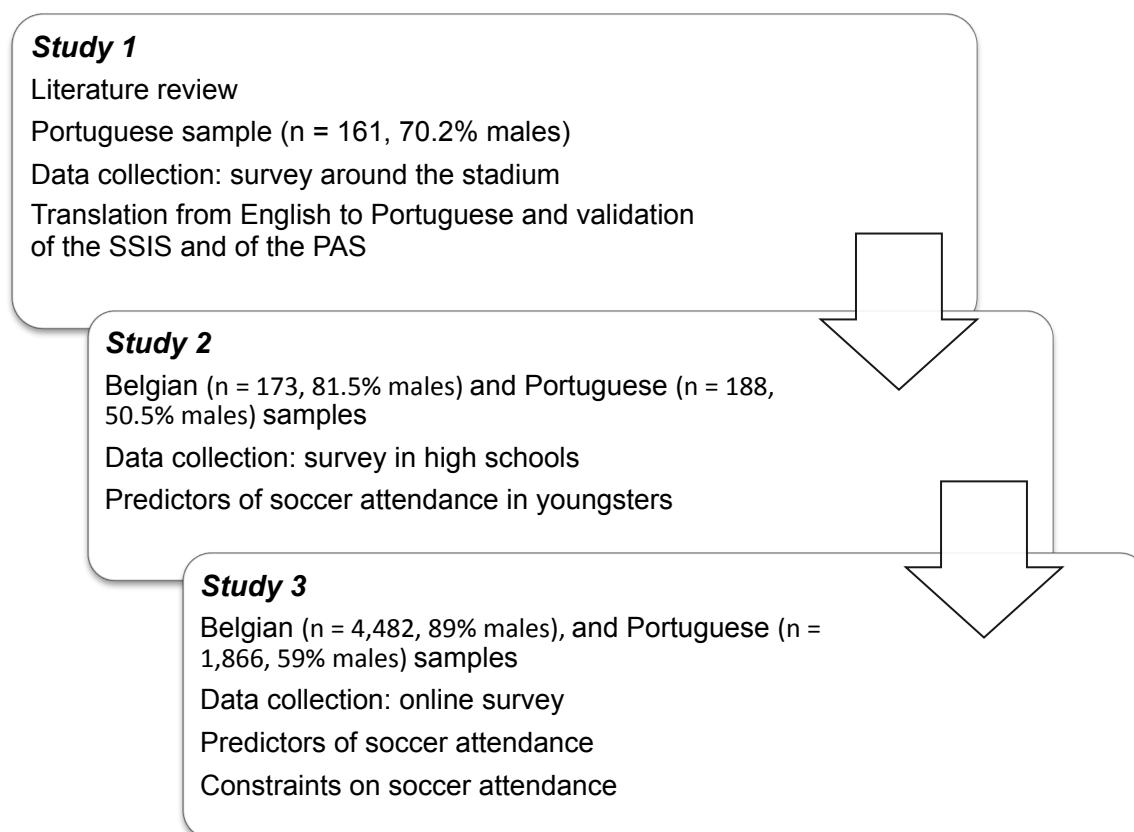 Study 1
Literature review
Portuguese sample (n = 161, 70.2% males)
Data collection: survey around the stadium
Translation from English to Portuguese and validation
of the SSIS and of the PAS
Study 2
Belgian (n = 173, 81.5% males) and Portuguese (n = 188,
50.5% males) samples
Data collection: survey in high schools
Predictors of soccer attendance in youngsters
Study 3
Belgian (n = 4,482, 89% males), and Portuguese (n =
1,866, 59% males) samples
Data collection: online survey
Predictors of soccer attendance
Constraints on soccer attendance